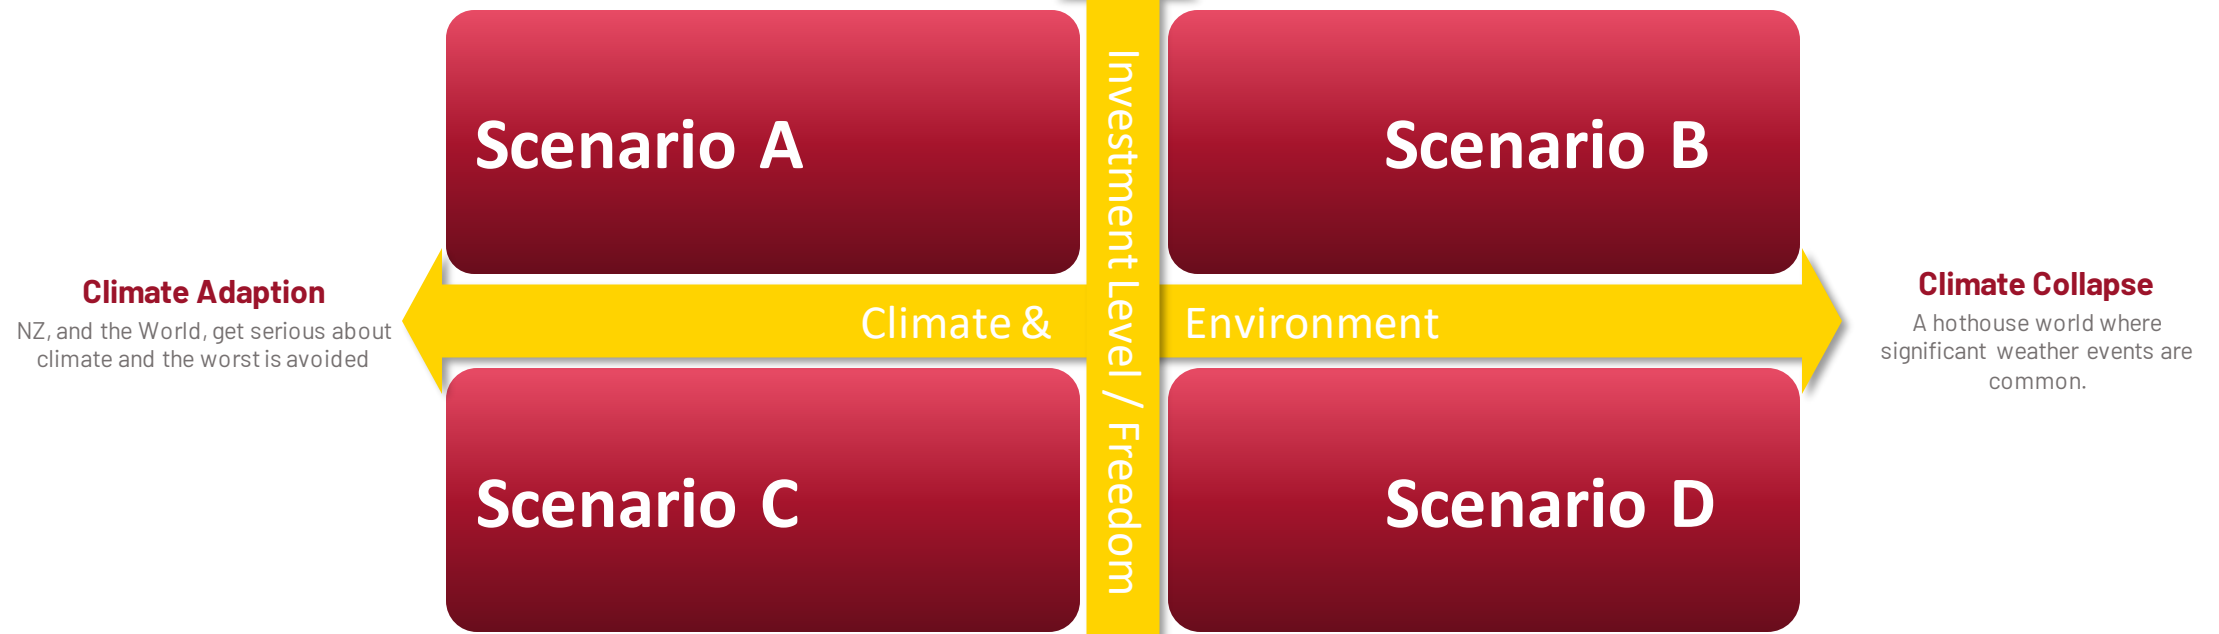 Scenario A
Scenario B
Investment Level / Freedom
Climate Adaption
NZ, and the World, get serious about
climate and the worst is avoided
Climate & Environment
Climate Collapse
A hothouse world where
significant weather events are
common.
Scenario C
Scenario D